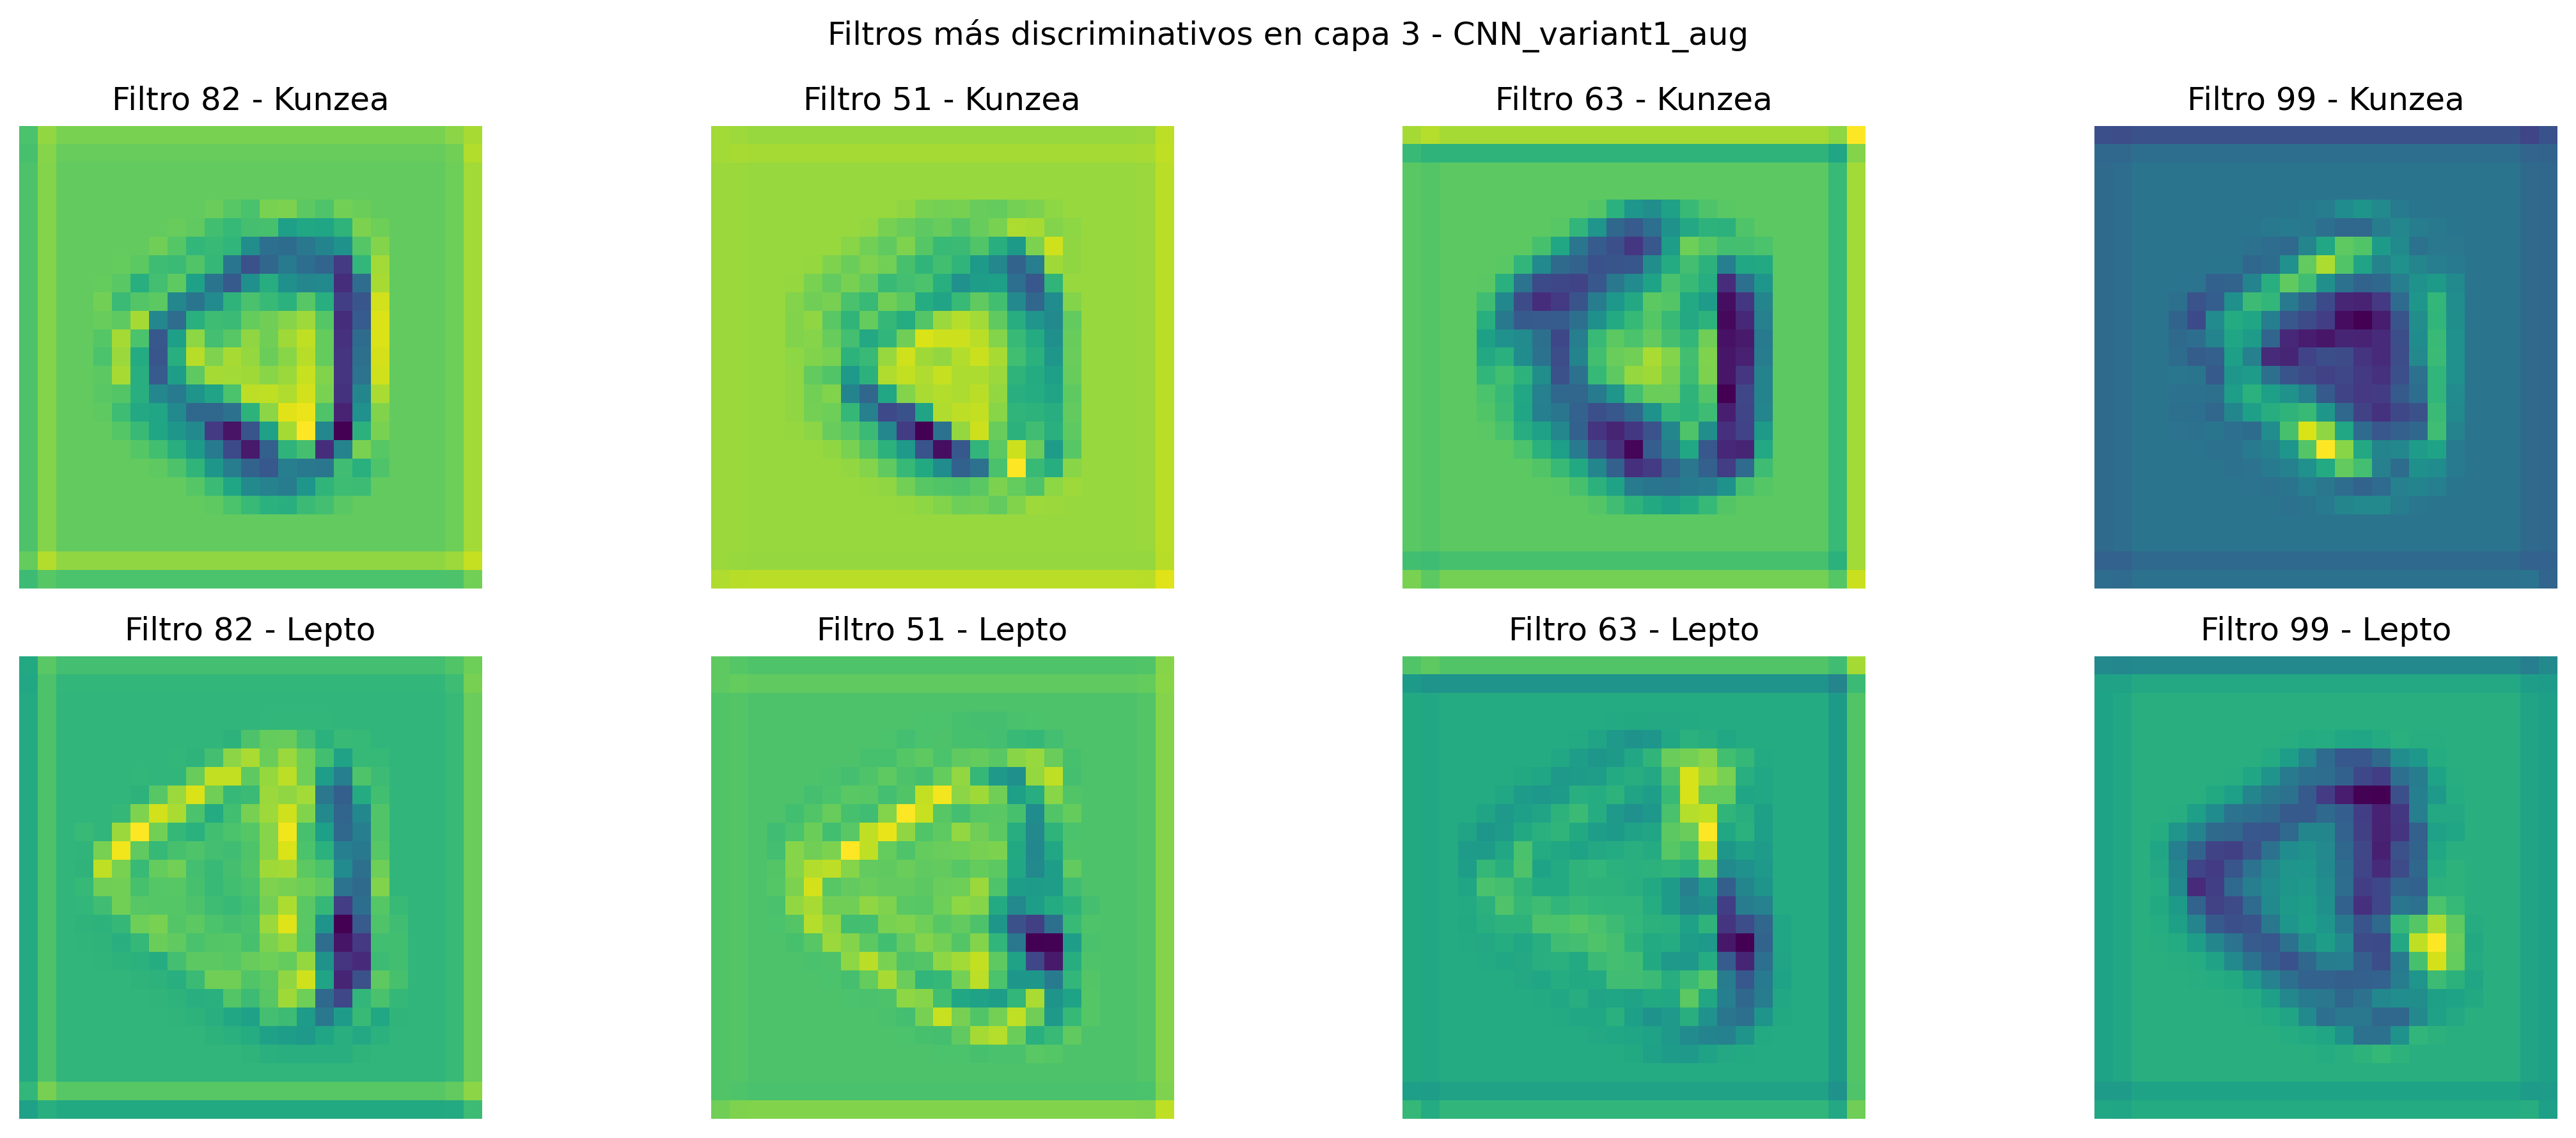 Filtros más discriminativos en capa 3 - CNN_variant1_aug
Filtro 82 - Kunzea
Filtro 51 - Kunzea
Filtro 63 - Kunzea
Filtro 99 - Kunzea
Filtro 82 - Lepto
Filtro 51 - Lepto
Filtro 63 - Lepto
Filtro 99 - Lepto